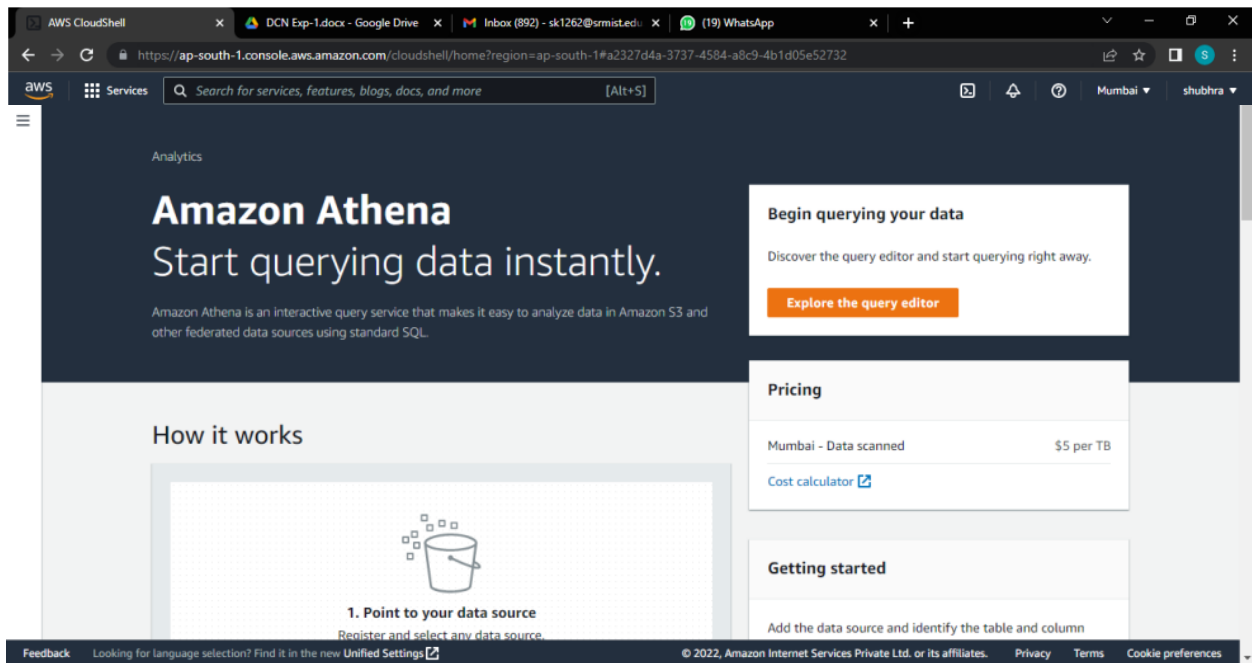 AWS CloudShell
DCN Exp-1.docx - Google Drive
Inbox (892) - sk1262@srmist.edu
(19) WhatsApp
https://ap-south-1.console.aws.amazon.com/cloudshell/home?region=ap-south-1#a2327d4a-3737-4584-a8c9-4b1d05e52732
S
aws
Services
Search for services, features, blogs, docs, and more
[Alt+S]
Mumbai
shubhra
Analytics
Amazon Athena
Start querying data instantly.
Amazon Athena is an interactive query service that makes it easy to analyze data in Amazon S3 and
other federated data sources using standard SQL.
Begin querying your data
Discover the query editor and start querying right away.
Explore the query editor
Pricing
Mumbai - Data scanned
$5 per TB
Cost calculator
How it works
1. Point to your data source
Register and select any data source.
Getting started
Add the data source and identify the table and column
Feedback
Looking for language selection? Find it in the new Unified Settings
© 2022, Amazon Internet Services Private Ltd. or its affiliates.
Privacy
Terms
Cookie preferences